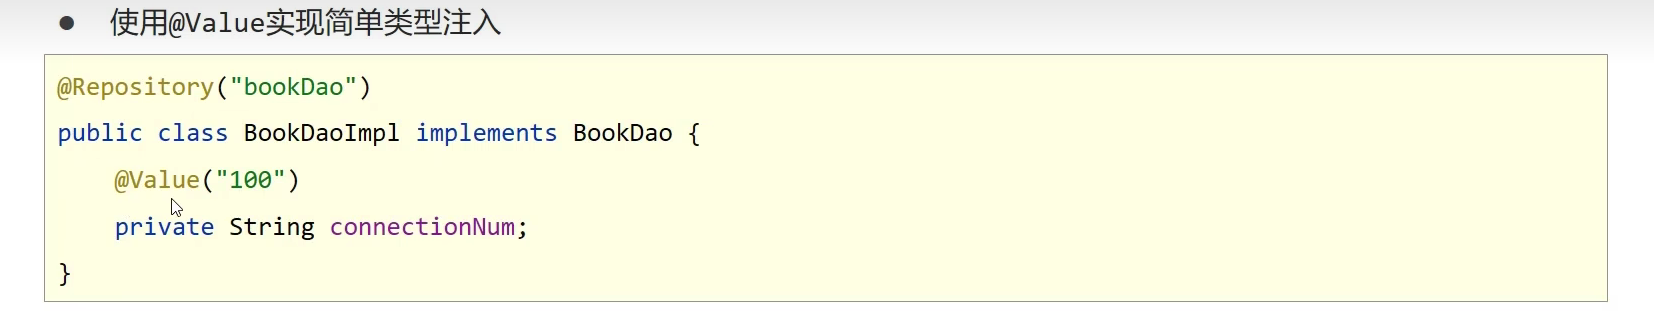 ● 使用@Value实现简单类型注入
@Repository("bookDao")
public class BookDaoImpl implements BookDao {
    @Value("100")
    private String connectionNum;
}